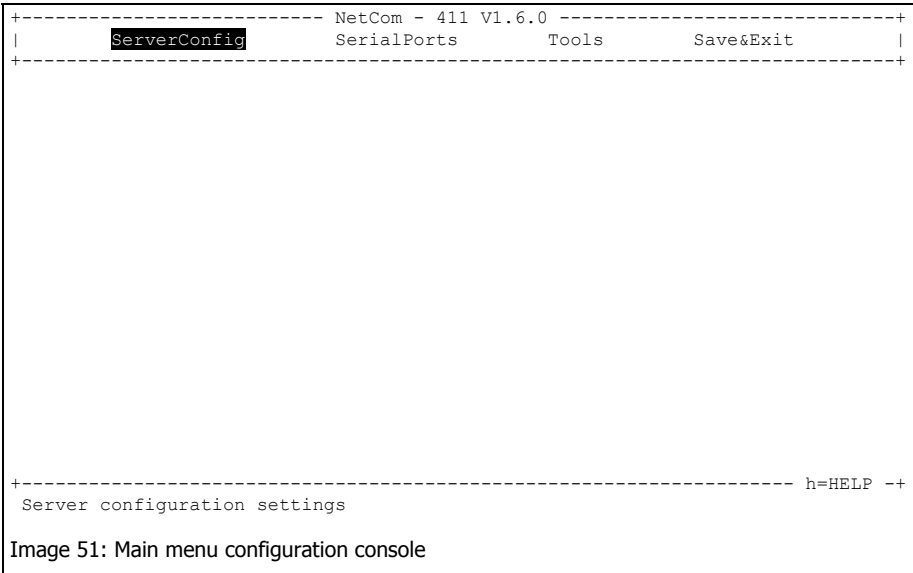 +--------------------------- NetCom - 411 V1.6.0 ------------------------------+
| ServerConfig SerialPorts Tools Save&Exit |
+------------------------------------------------------------------------------+
+--------------------------------------------------------------------- h=HELP -+
Server configuration settings
Image 51: Main menu configuration console